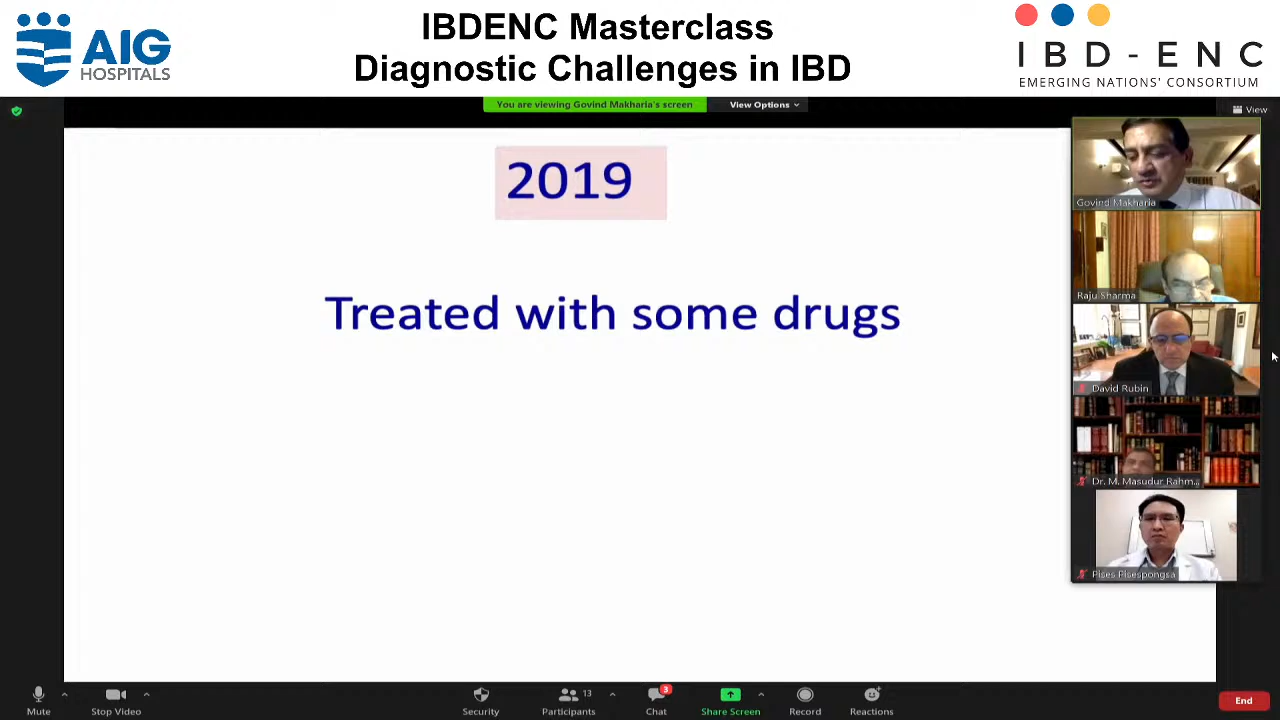 AIG
HOSPITALS
IBDENC Masterclass
Diagnostic Challenges in IBD
IBD-ENC
EMERGING NATIONS' CONSORTIUM
You are viewing Govind Makharia's screen
View Options
View
2019
Treated with some drugs
Govind Makharia
Raju Sharma
David Rubin
Dr. M. Masudur Rahm...
Pises Pisespongsa
Mute
Stop Video
Security
Participants
13
Chat
3
Share Screen
Record
Reactions
End